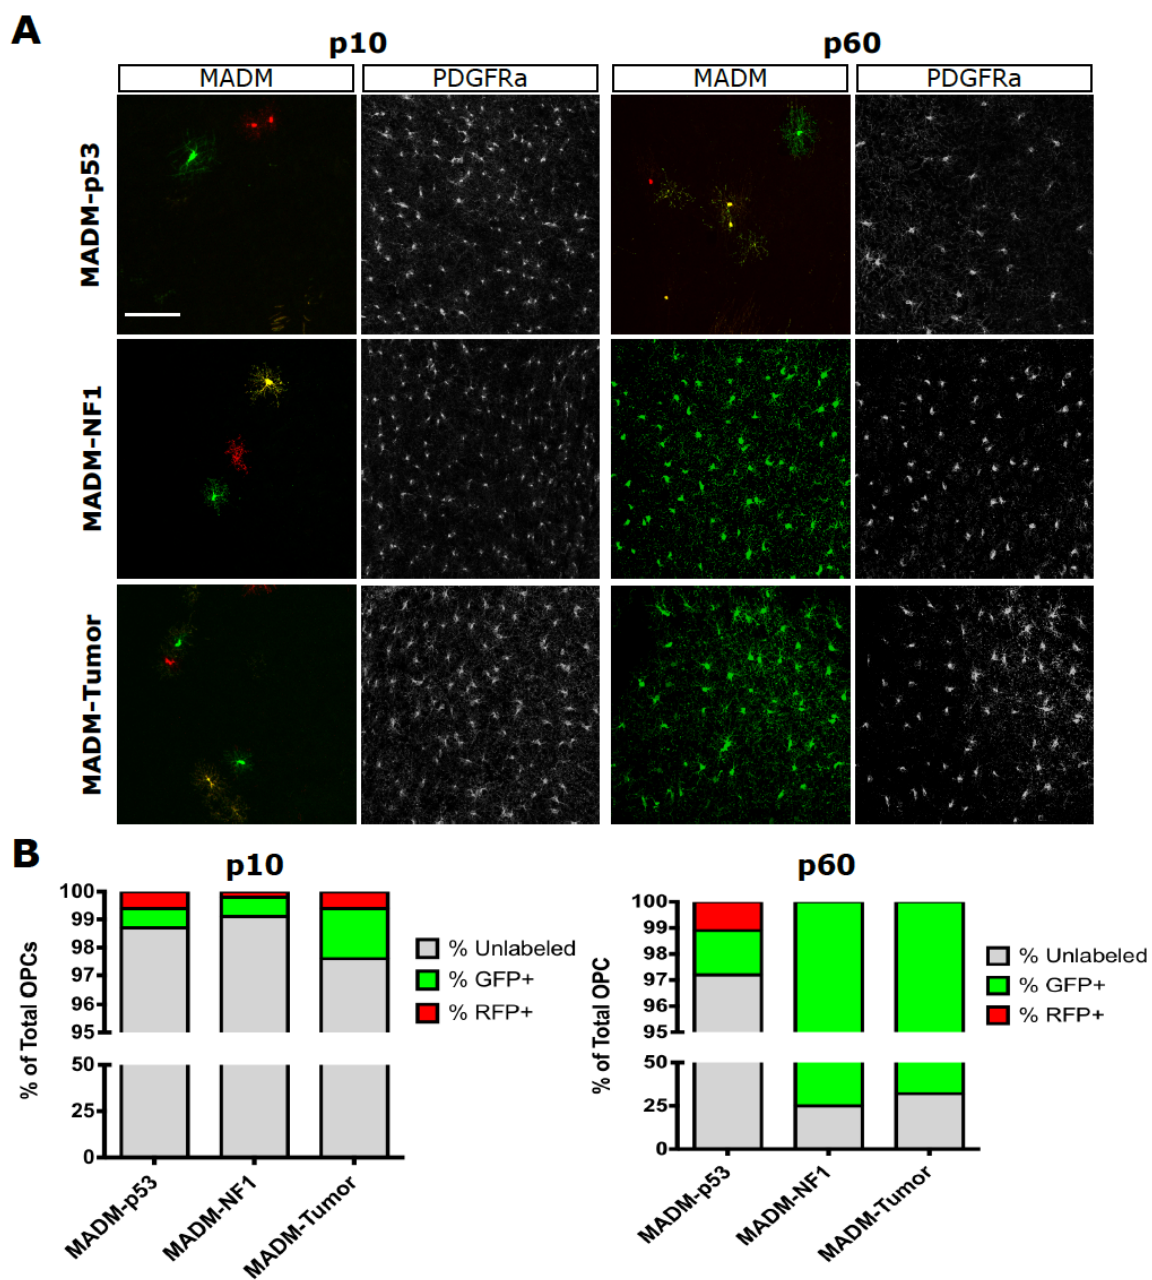 A
p10 p60
MADM PDGFRa MADM PDGFRa
MADM-p53
MADM-NF1
MADM-Tumor
B
p10
% of Total OPCs
100
99
98
97
96
95
50
25
0
MADM-p53
MADM-NF1
MADM-Tumor
% Unlabeled
% GFP+
% RFP+
p60
% of Total OPC
100
99
98
97
96
95
50
25
0
MADM-p53
MADM-NF1
MADM-Tumor
% Unlabeled
% GFP+
% RFP+